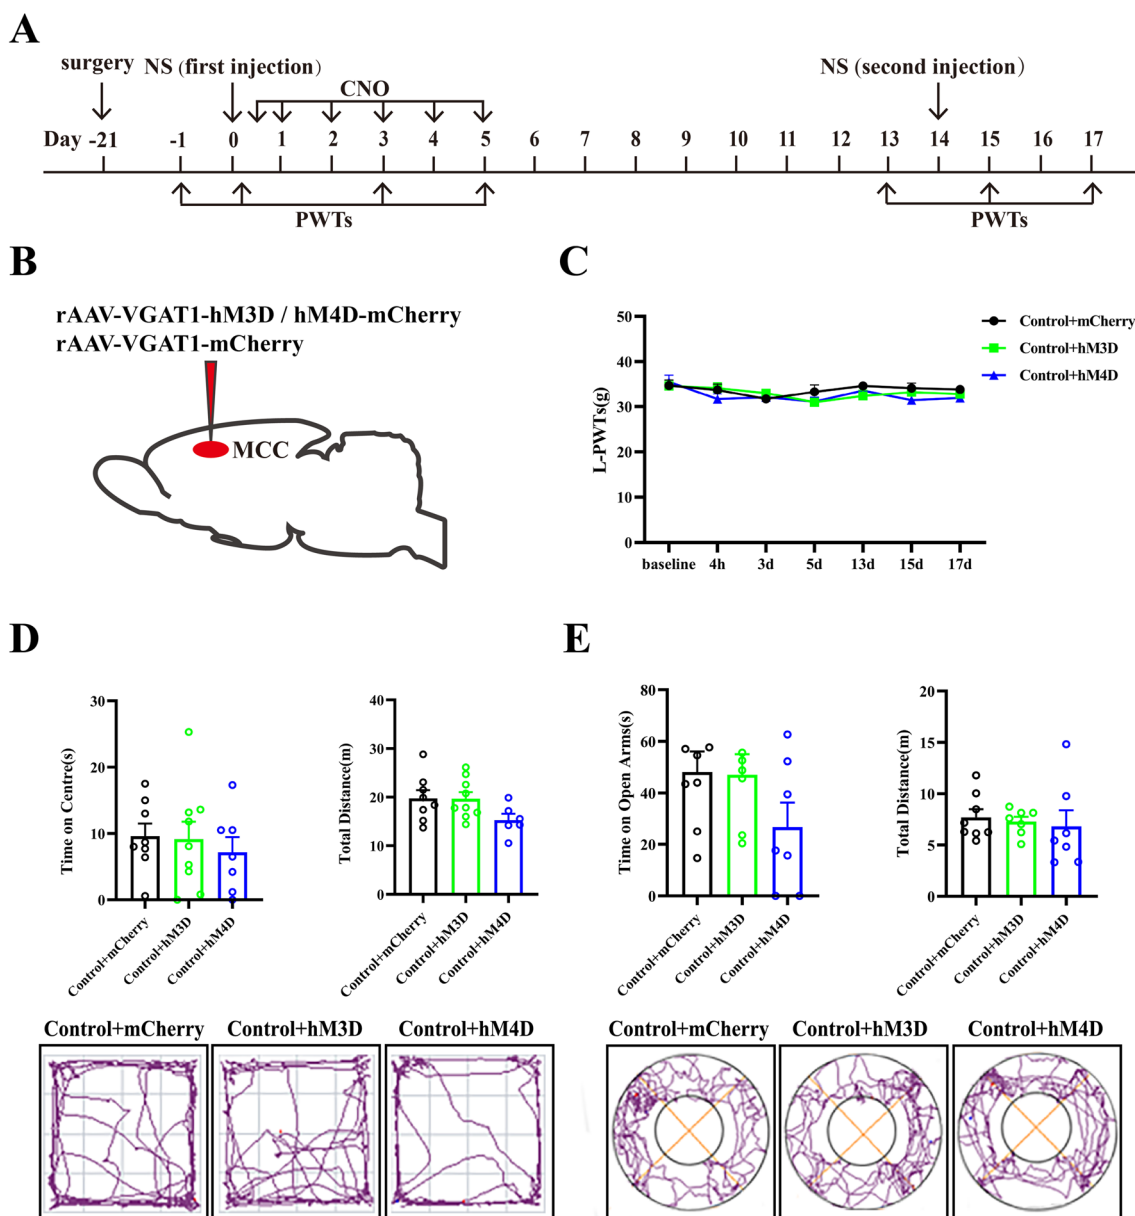 A
surgery NS (first injection) NS (second injection)
CNO
Day -21 -1 0 1 2 3 4 5 6 7 8 9 10 11 12 13 14 15 16 17
PWTs PWTs
B
rAAV-VGAT1-hM3D / hM4D-mCherry
rAAV-VGAT1-mCherry
MCC
C
L-PWTs(g)
50
40
30
20
10
0
baseline 4h 3d 5d 13d 15d 17d
Control+mCherry
Control+hM3D
Control+hM4D
D
Time on Centre(s)
30
20
10
0
Control+mCherry
Control+hM3D
Control+hM4D
Total Distance(m)
40
30
20
10
0
Control+mCherry
Control+hM3D
Control+hM4D
Control+mCherry Control+hM3D Control+hM4D
E
Time on Open Arms(s)
80
60
40
20
0
Control+mCherry
Control+hM3D
Control+hM4D
Total Distance(m)
20
15
10
5
0
Control+mCherry
Control+hM3D
Control+hM4D
Control+mCherry Control+hM3D Control+hM4D